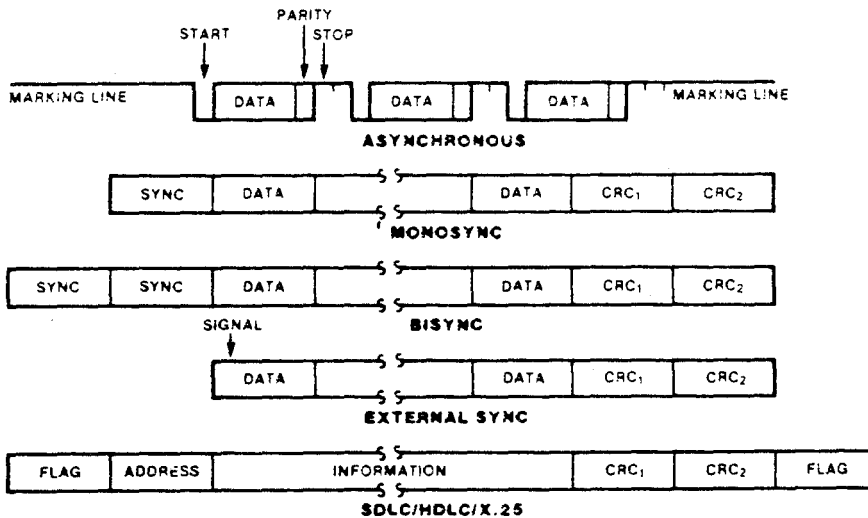 PARITY
START STOP
MARKING LINE DATA DATA DATA MARKING LINE
ASYNCHRONOUS
SYNC DATA DATA CRC₁ CRC₂
MONOSYNC
SYNC SYNC DATA DATA CRC₁ CRC₂
BISYNC
SIGNAL
DATA DATA CRC₁ CRC₂
EXTERNAL SYNC
FLAG ADDRESS INFORMATION CRC₁ CRC₂ FLAG
SDLC/HDLC/X.25